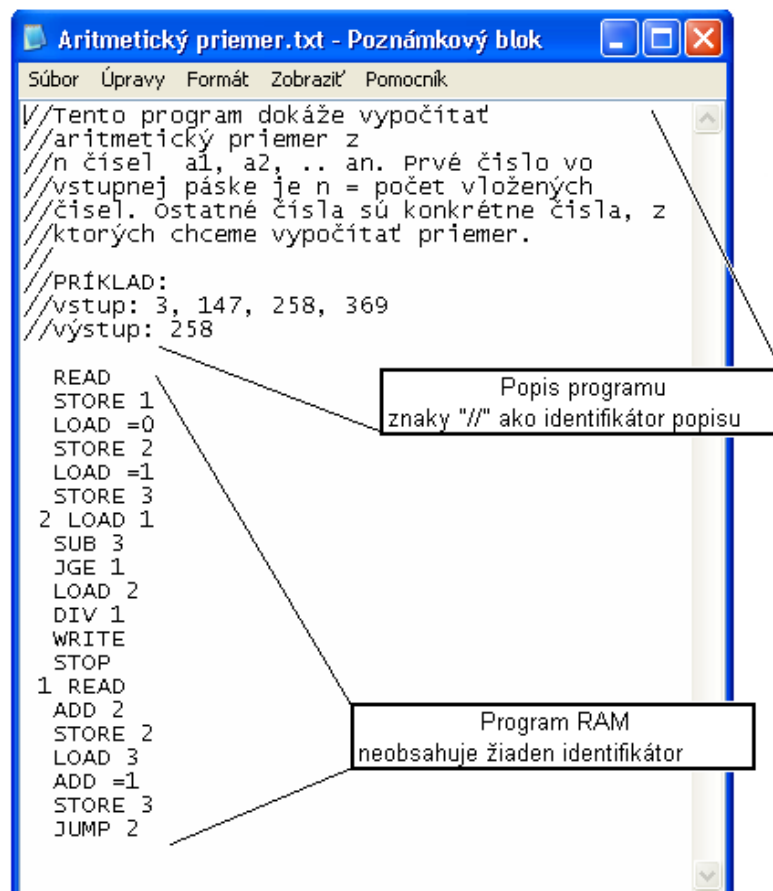 Aritmetický priemer.txt - Poznámkový blok
Súbor Úpravy Formát Zobraziť Pomocník
//Tento program dokáže vypočítať
//aritmetický priemer z
//n čísel a1, a2, .. an. Prvé čislo vo
//vstupnej páske je n = počet vložených
//čisel. Ostatné čísla sú konkrétne čisla, z
//ktorých chceme vypočítať priemer.
//
//PRÍKLAD:
//vstup: 3, 147, 258, 369
//výstup: 258
READ
STORE 1
LOAD =0
STORE 2
LOAD =1
STORE 3
2 LOAD 1
SUB 3
JGE 1
LOAD 2
DIV 1
WRITE
STOP
1 READ
ADD 2
STORE 2
LOAD 3
ADD =1
STORE 3
JUMP 2
Popis programu
znaky "//" ako identifikátor popisu
Program RAM
neobsahuje žiaden identifikátor